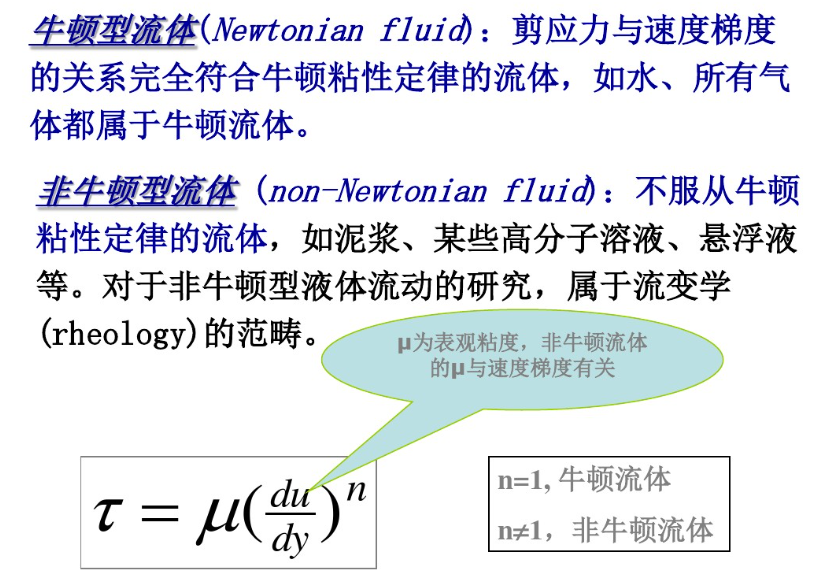 牛顿型流体(Newtonian fluid)：剪应力与速度梯度
的关系完全符合牛顿粘性定律的流体，如水、所有气
体都属于牛顿流体。
非牛顿型流体 (non-Newtonian fluid)：不服从牛顿
粘性定律的流体，如泥浆、某些高分子溶液、悬浮液
等。对于非牛顿型液体流动的研究，属于流变学
(rheology)的范畴。
μ为表观粘度，非牛顿流体
的μ与速度梯度有关
τ = μ(du/dy)^n
n=1, 牛顿流体
n≠1，非牛顿流体